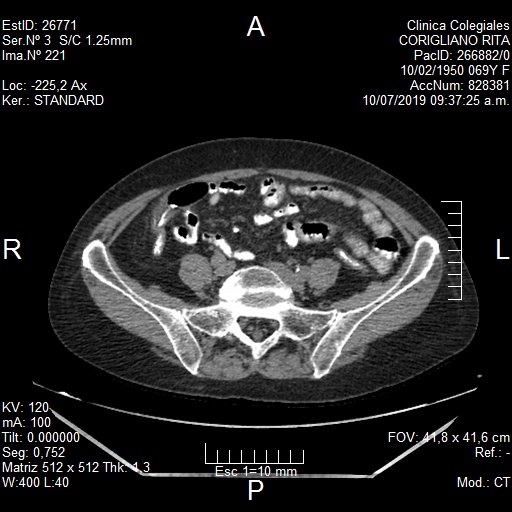 EstID: 26771
Ser.Nº 3 S/C 1.25mm
Ima.Nº 221
Loc: -225,2 Ax
Ker.: STANDARD
A
Clinica Colegiales
CORIGLIANO RITA
PacID: 266882/0
10/02/1950 069Y F
AccNum: 828381
10/07/2019 09:37:25 a.m.
R
L
KV: 120
mA: 100
Tilt: 0.000000
Seg: 0,752
Matriz 512 x 512 Thk: 1.3
W:400 L:40
Esc 1=10 mm
P
FOV: 41,8 x 41,6 cm
Ref.: -
Mod.: CT